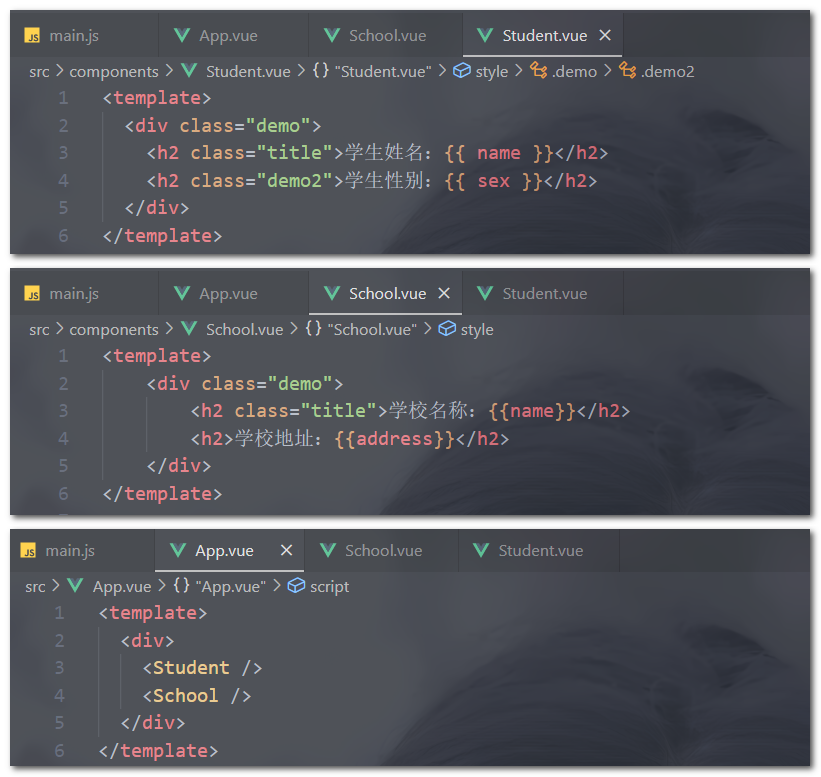 JS main.js App.vue School.vue Student.vue ×
src > components > Student.vue > {} "Student.vue" > style > .demo > .demo2
1 <template>
2 <div class="demo">
3 <h2 class="title">学生姓名：{{ name }}</h2>
4 <h2 class="demo2">学生性别：{{ sex }}</h2>
5 </div>
6 </template>
JS main.js App.vue School.vue × Student.vue
src > components > School.vue > {} "School.vue" > style
1 <template>
2 <div class="demo">
3 <h2 class="title">学校名称：{{name}}</h2>
4 <h2>学校地址：{{address}}</h2>
5 </div>
6 </template>
JS main.js App.vue × School.vue Student.vue
src > App.vue > {} "App.vue" > script
1 <template>
2 <div>
3 <Student />
4 <School />
5 </div>
6 </template>